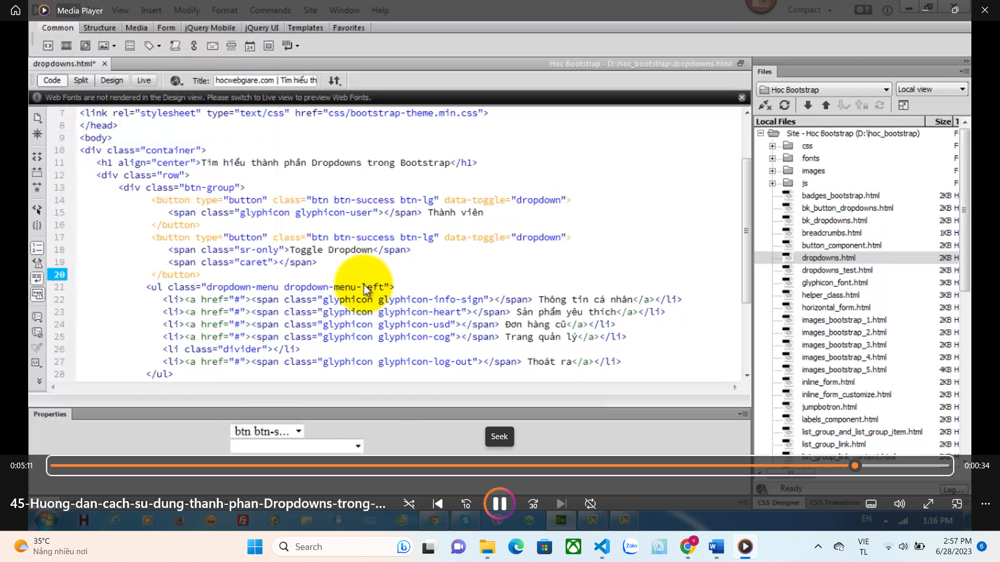 Media Player
View Insert Modify Format Commands Site Window Help
Compact
Common Structure Media Form jQuery Mobile jQuery UI Templates Favorites
dropdowns.html*
Hoc Bootstrap - D:\hoc_bootstrap\dropdowns.html
Code Split Design Live Title: hocwebgiare.com | Tìm hiểu th
Web Fonts are not rendered in the Design view. Please switch to Live view to preview Web Fonts.
7 <link rel="stylesheet" type="text/css" href="css/bootstrap-theme.min.css">
8 </head>
9 <body>
10 <div class="container">
11 <h1 align="center">Tìm hiểu thành phần Dropdowns trong Bootstrap</h1>
12 <div class="row">
13 <div class="btn-group">
14 <button type="button" class="btn btn-success btn-lg" data-toggle="dropdown">
15 <span class="glyphicon glyphicon-user"></span> Thành viên
16 </button>
17 <button type="button" class="btn btn-success btn-lg" data-toggle="dropdown">
18 <span class="sr-only">Toggle Dropdown</span>
19 <span class="caret"></span>
20 </button>
21 <ul class="dropdown-menu dropdown-menu-left">
22 <li><a href="#"><span class="glyphicon glyphicon-info-sign"></span> Thông tin cá nhân</a></li>
23 <li><a href="#"><span class="glyphicon glyphicon-heart"></span> Sản phẩm yêu thích</a></li>
24 <li><a href="#"><span class="glyphicon glyphicon-usd"></span> Đơn hàng cũ</a></li>
25 <li><a href="#"><span class="glyphicon glyphicon-cog"></span> Trang quản lý</a></li>
26 <li class="divider"></li>
27 <li><a href="#"><span class="glyphicon glyphicon-log-out"></span> Thoát ra</a></li>
28 </ul>
Properties
btn btn-s...
Files
Hoc Bootstrap Local view
Local Files Size T
Site - Hoc Bootstrap (D:\hoc_bootstrap) F
css F
fonts F
images F
js F
badges_bootstrap.html 2KB H
bk_button_dropdowns.html 2KB H
bk_dropdowns.html 2KB H
breadcrumbs.html 1KB H
button_component.html 2KB H
dropdowns.html 2KB H
dropdowns_test.html 2KB H
glyphicon_font.html 3KB H
helper_class.html 3KB H
horizontal_form.html 2KB H
images_bootstrap_1.html 2KB H
images_bootstrap_2.html 2KB H
images_bootstrap_3.html 2KB H
images_bootstrap_4.html 2KB H
images_bootstrap_5.html 4KB H
inline_form.html 2KB H
inline_form_customize.html 2KB H
jumpbotron.html 2KB H
labels_component.html 2KB H
list_group_and_list_group_item.html 2KB H
list_group_link.html 2KB H
list_group_link_content.html
Ready Log...
CSS Designer CSS Transitions
Seek
0:05:11
0:00:34
45-Huong-dan-cach-su-dung-thanh-phan-Dropdowns-trong-...
10
30
EN 1:16 PM
35°C
Nắng nhiều nơi
Search
Zalo
VIE
TL
2:57 PM
6/28/2023
6